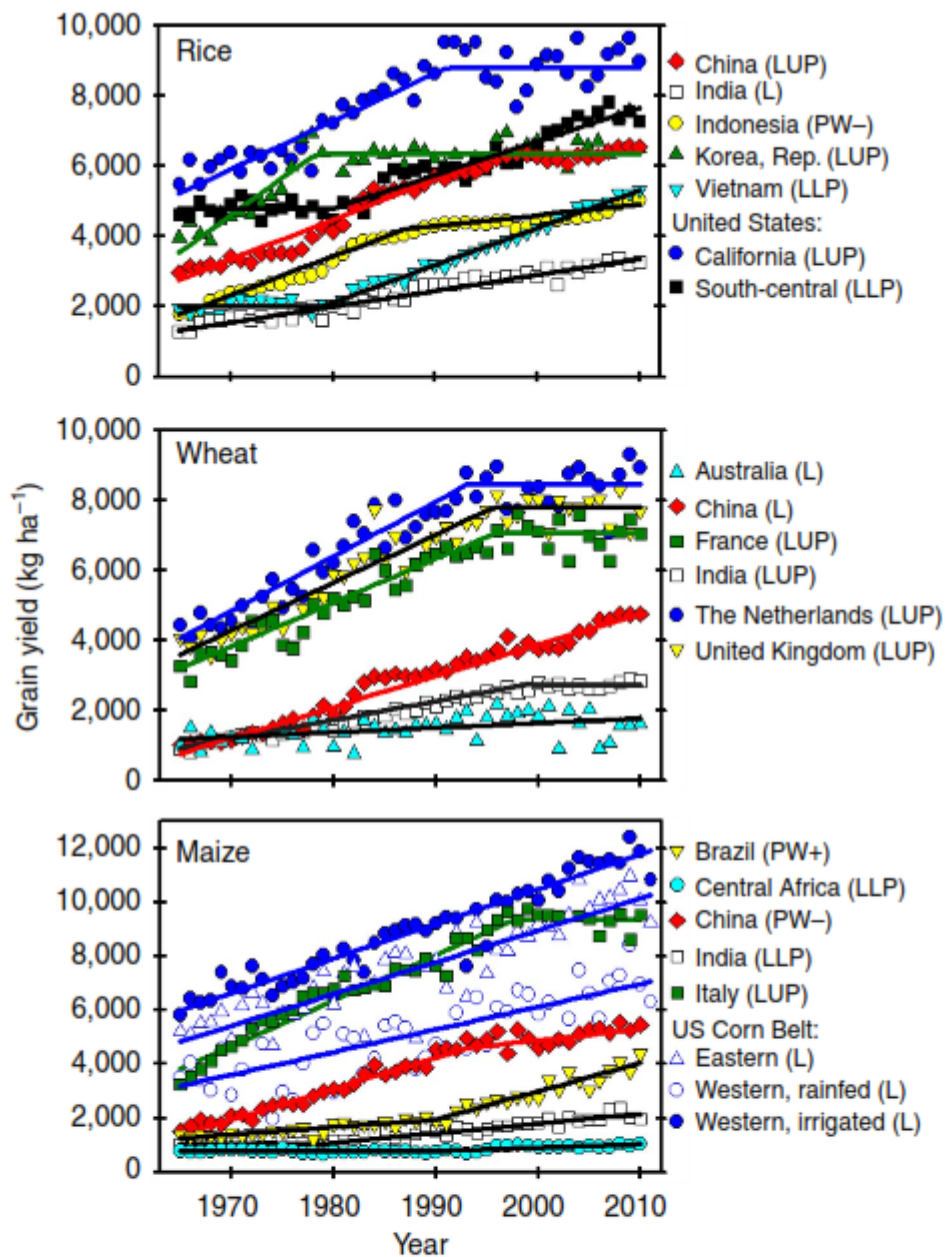 10,000
8,000
6,000
4,000
2,000
0
Rice
China (LUP)
India (L)
Indonesia (PW–)
Korea, Rep. (LUP)
Vietnam (LLP)
United States:
California (LUP)
South-central (LLP)
10,000
8,000
6,000
4,000
2,000
0
Wheat
Grain yield (kg ha⁻¹)
Australia (L)
China (L)
France (LUP)
India (LUP)
The Netherlands (LUP)
United Kingdom (LUP)
12,000
10,000
8,000
6,000
4,000
2,000
0
Maize
Brazil (PW+)
Central Africa (LLP)
China (PW–)
India (LLP)
Italy (LUP)
US Corn Belt:
Eastern (L)
Western, rainfed (L)
Western, irrigated (L)
1970 1980 1990 2000 2010
Year